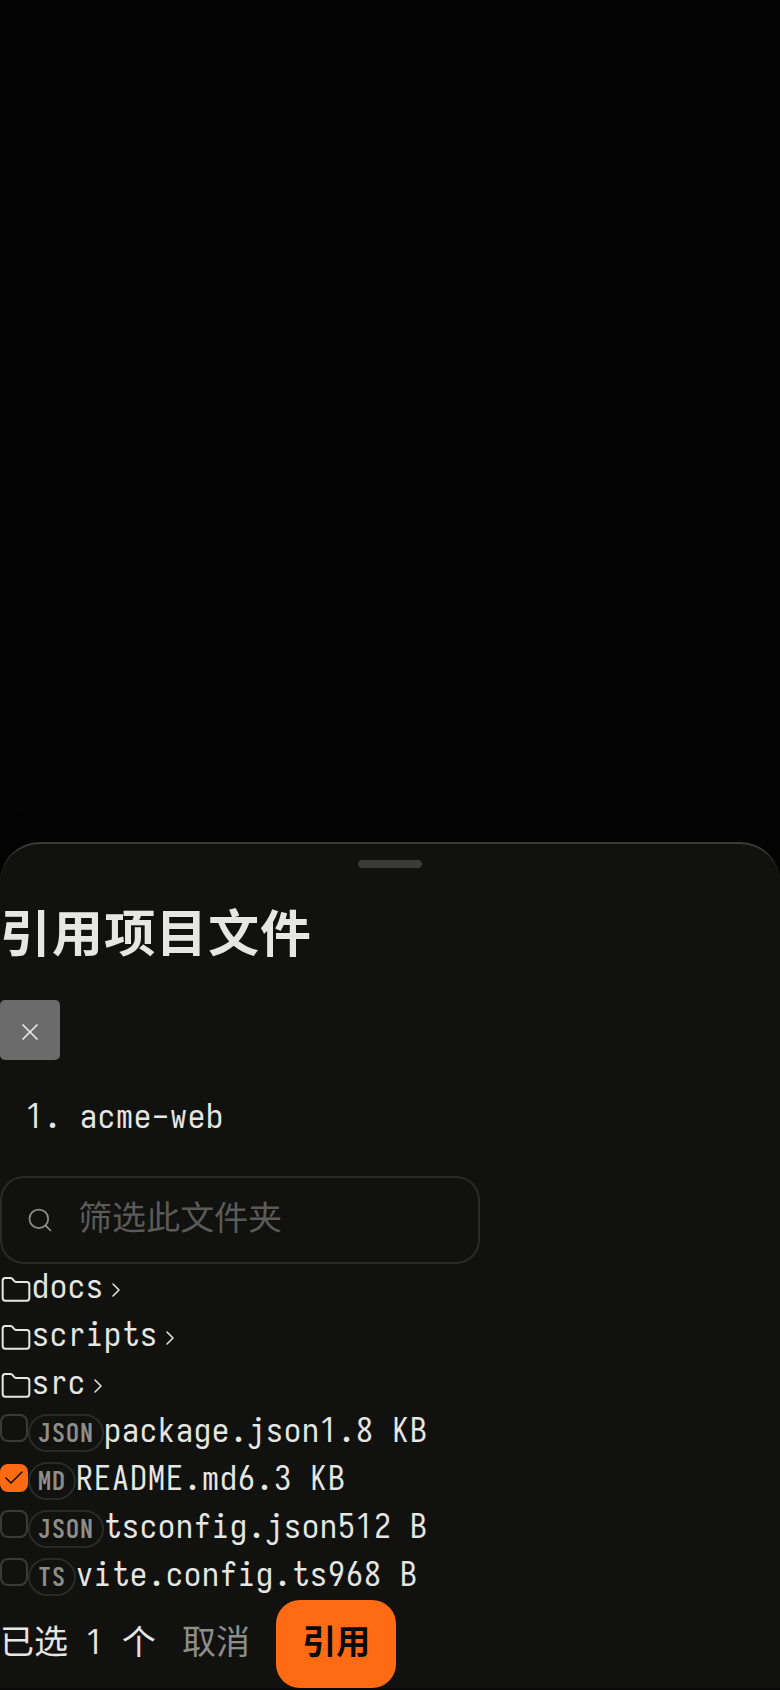 引用项目文件
1. acme-web
筛选此文件夹
docs
scripts
src
JSON package.json1.8 KB
MD README.md6.3 KB
JSON tsconfig.json512 B
TS vite.config.ts968 B
已选 1 个 取消 引用